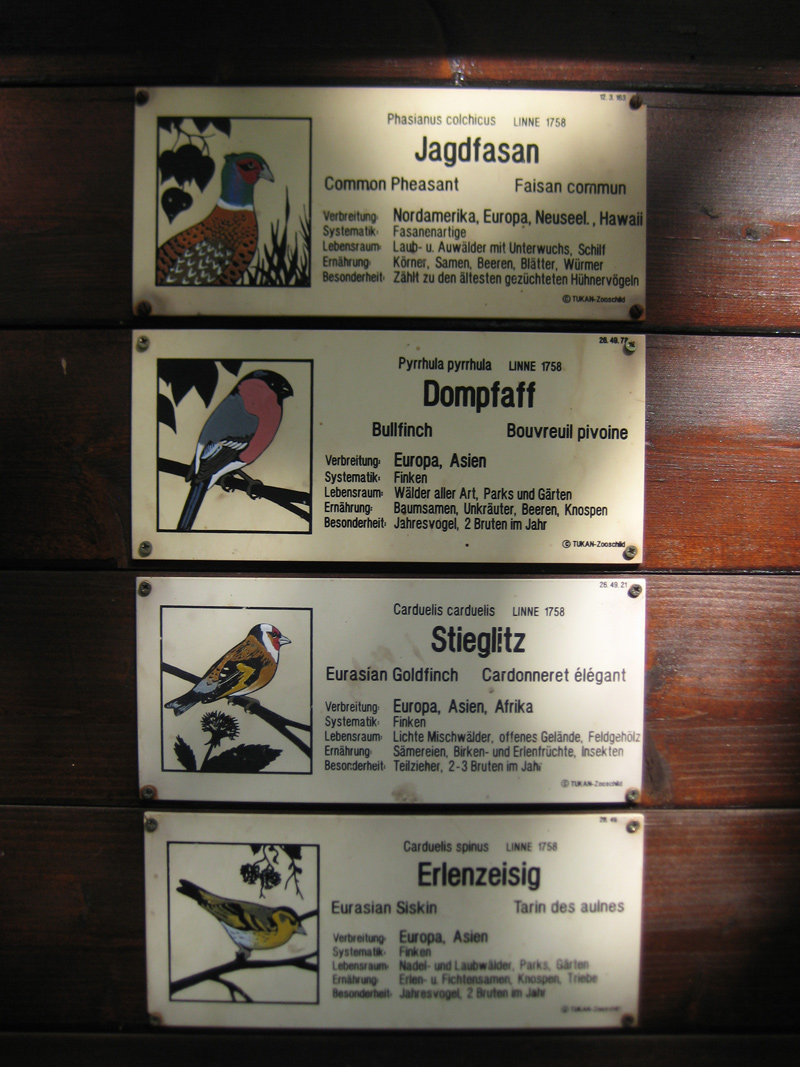 12. 3. 163
Phasianus colchicus LINNE 1758
Jagdfasan
Common Pheasant Faisan commun
Verbreitung: Nordamerika, Europa, Neuseel., Hawaii
Systematik: Fasanenartige
Lebensraum: Laub- u. Auwälder mit Unterwuchs, Schilf
Ernährung: Körner, Samen, Beeren, Blätter, Würmer
Besonderheit: Zählt zu den ältesten gezüchteten Hühnervögeln
© TUKAN-Zooschild
26. 49.
Pyrrhula pyrrhula LINNE 1758
Dompfaff
Bullfinch Bouvreuil pivoine
Verbreitung: Europa, Asien
Systematik: Finken
Lebensraum: Wälder aller Art, Parks und Gärten
Ernährung: Baumsamen, Unkräuter, Beeren, Knospen
Besonderheit: Jahresvogel, 2 Bruten im Jahr
© TUKAN-Zooschild
26. 49. 21
Carduelis carduelis LINNE 1758
Stieglitz
Eurasian Goldfinch Cardonneret élégant
Verbreitung: Europa, Asien, Afrika
Systematik: Finken
Lebensraum: Lichte Mischwälder, offenes Gelände, Feldgehölz
Ernährung: Sämereien, Birken- und Erlenfrüchte, Insekten
Besonderheit: Teilzieher, 2-3 Bruten im Jahr
© TUKAN-Zooschild
26. 49.
Carduelis spinus LINNE 1758
Erlenzeisig
Eurasian Siskin Tarin des aulnes
Verbreitung: Europa, Asien
Systematik: Finken
Lebensraum: Nadel- und Laubwälder, Parks, Gärten
Ernährung: Erlen- u. Fichtensamen, Knospen, Triebe
Besonderheit: Jahresvogel, 2 Bruten im Jahr
© TUKAN-Zooschild